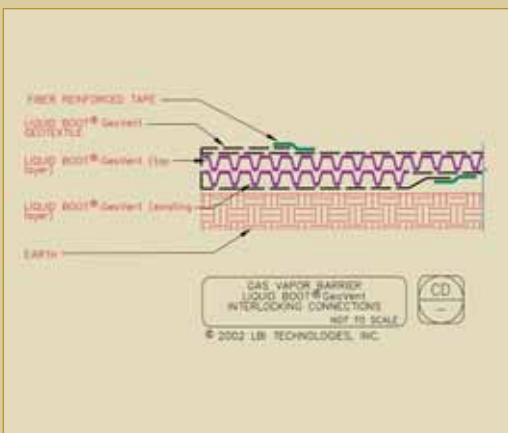 FIBER REINFORCED TAPE
LIQUID BOOT® GeoVent
GEOTEXTILE
LIQUID BOOT® GeoVent (top
layer)
LIQUID BOOT® GeoVent
layer)
EARTH
GAS VAPOR BARRIER
LIQUID BOOT® GeoVent
INTERLOCKING CONNECTIONS
NOT TO SCALE
CD
-
© 2002 LBI TECHNOLOGIES, INC.